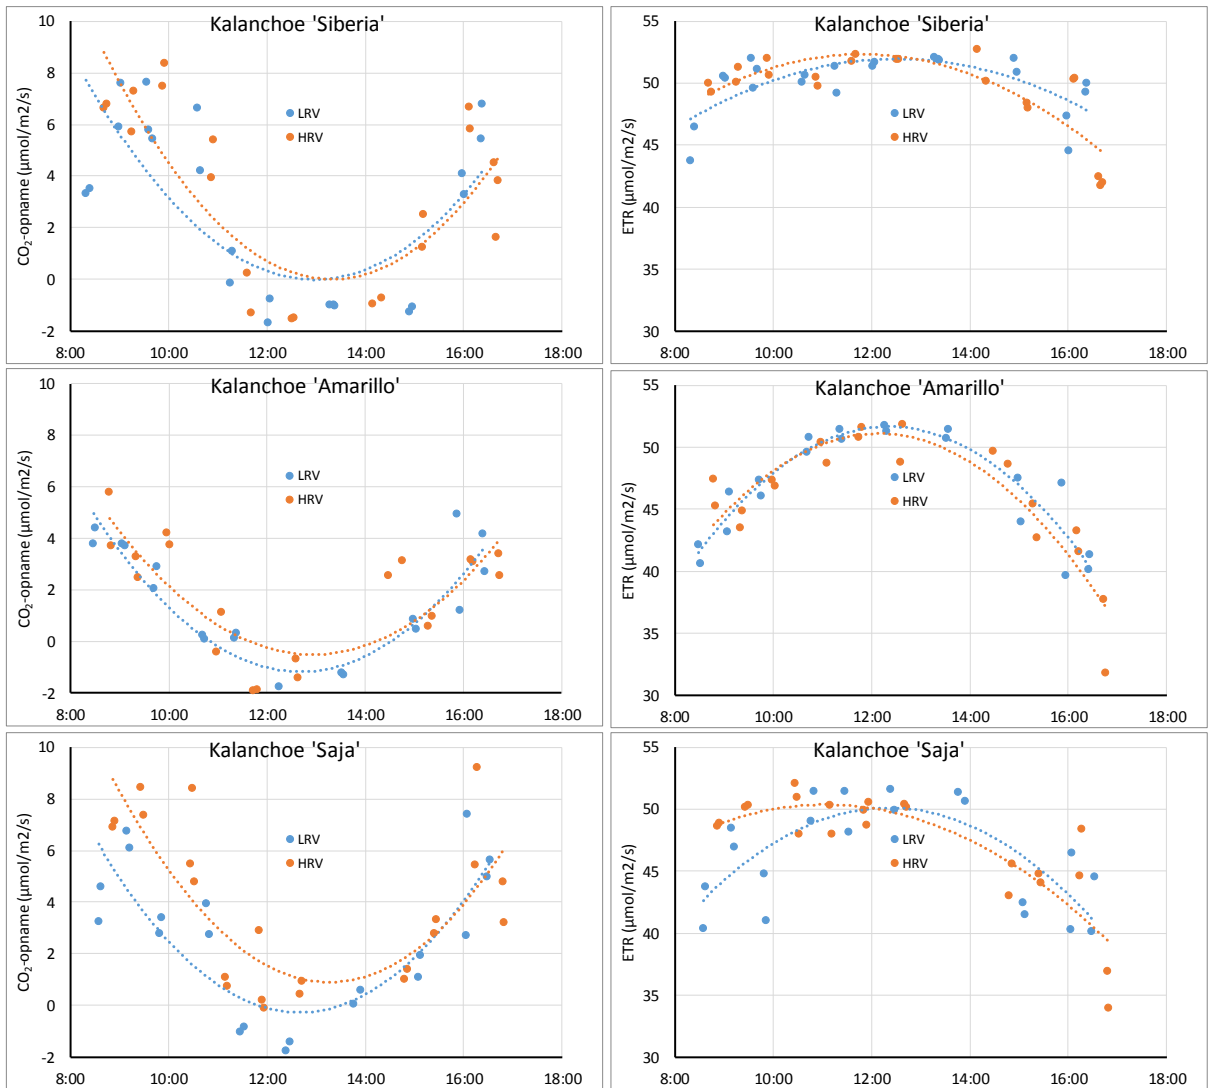 Kalanchoe 'Siberia'
CO₂-opname (µmol/m2/s)
10
8
6
4
2
0
-2
LRV
HRV
8:00 10:00 12:00 14:00 16:00 18:00
Kalanchoe 'Siberia'
ETR (µmol/m2/s)
55
50
45
40
35
30
LRV
HRV
8:00 10:00 12:00 14:00 16:00 18:00
Kalanchoe 'Amarillo'
CO₂-opname (µmol/m2/s)
10
8
6
4
2
0
-2
LRV
HRV
8:00 10:00 12:00 14:00 16:00 18:00
Kalanchoe 'Amarillo'
ETR (µmol/m2/s)
55
50
45
40
35
30
LRV
HRV
8:00 10:00 12:00 14:00 16:00 18:00
Kalanchoe 'Saja'
CO₂-opname (µmol/m2/s)
10
8
6
4
2
0
-2
LRV
HRV
8:00 10:00 12:00 14:00 16:00 18:00
Kalanchoe 'Saja'
ETR (µmol/m2/s)
55
50
45
40
35
30
LRV
HRV
8:00 10:00 12:00 14:00 16:00 18:00